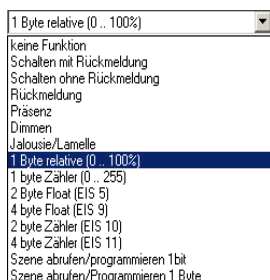 1 Byte relative (0 .. 100%)
keine Funktion
Schalten mit Rückmeldung
Schalten ohne Rückmeldung
Rückmeldung
Präsenz
Dimmen
Jalousie/Lamelle
1 Byte relative (0 .. 100%)
1 byte Zähler (0 .. 255)
2 Byte Float (EIS 5)
4 byte Float (EIS 9)
2 byte Zähler (EIS 10)
4 byte Zähler (EIS 11)
Szene abrufen/programmieren 1bit
Szene abrufen/Programmieren 1 Byte